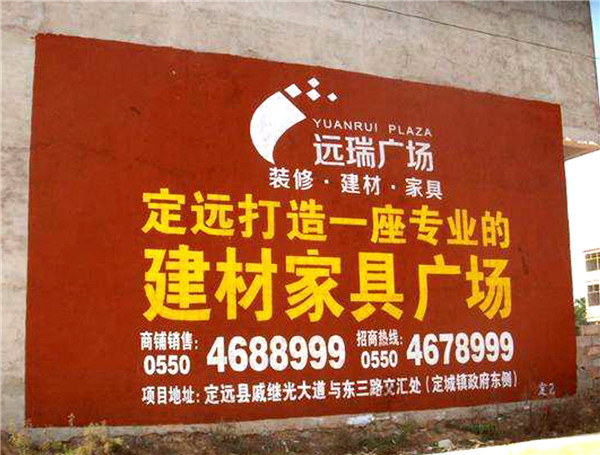 YUANRUI PLAZA
远瑞广场
装修·建材·家具
定远打造一座专业的
建材家具广场
商铺销售: 0550 4688999 招商热线: 0550 4678999
项目地址: 定远县戚继光大道与东三路交汇处(定城镇政府东侧)